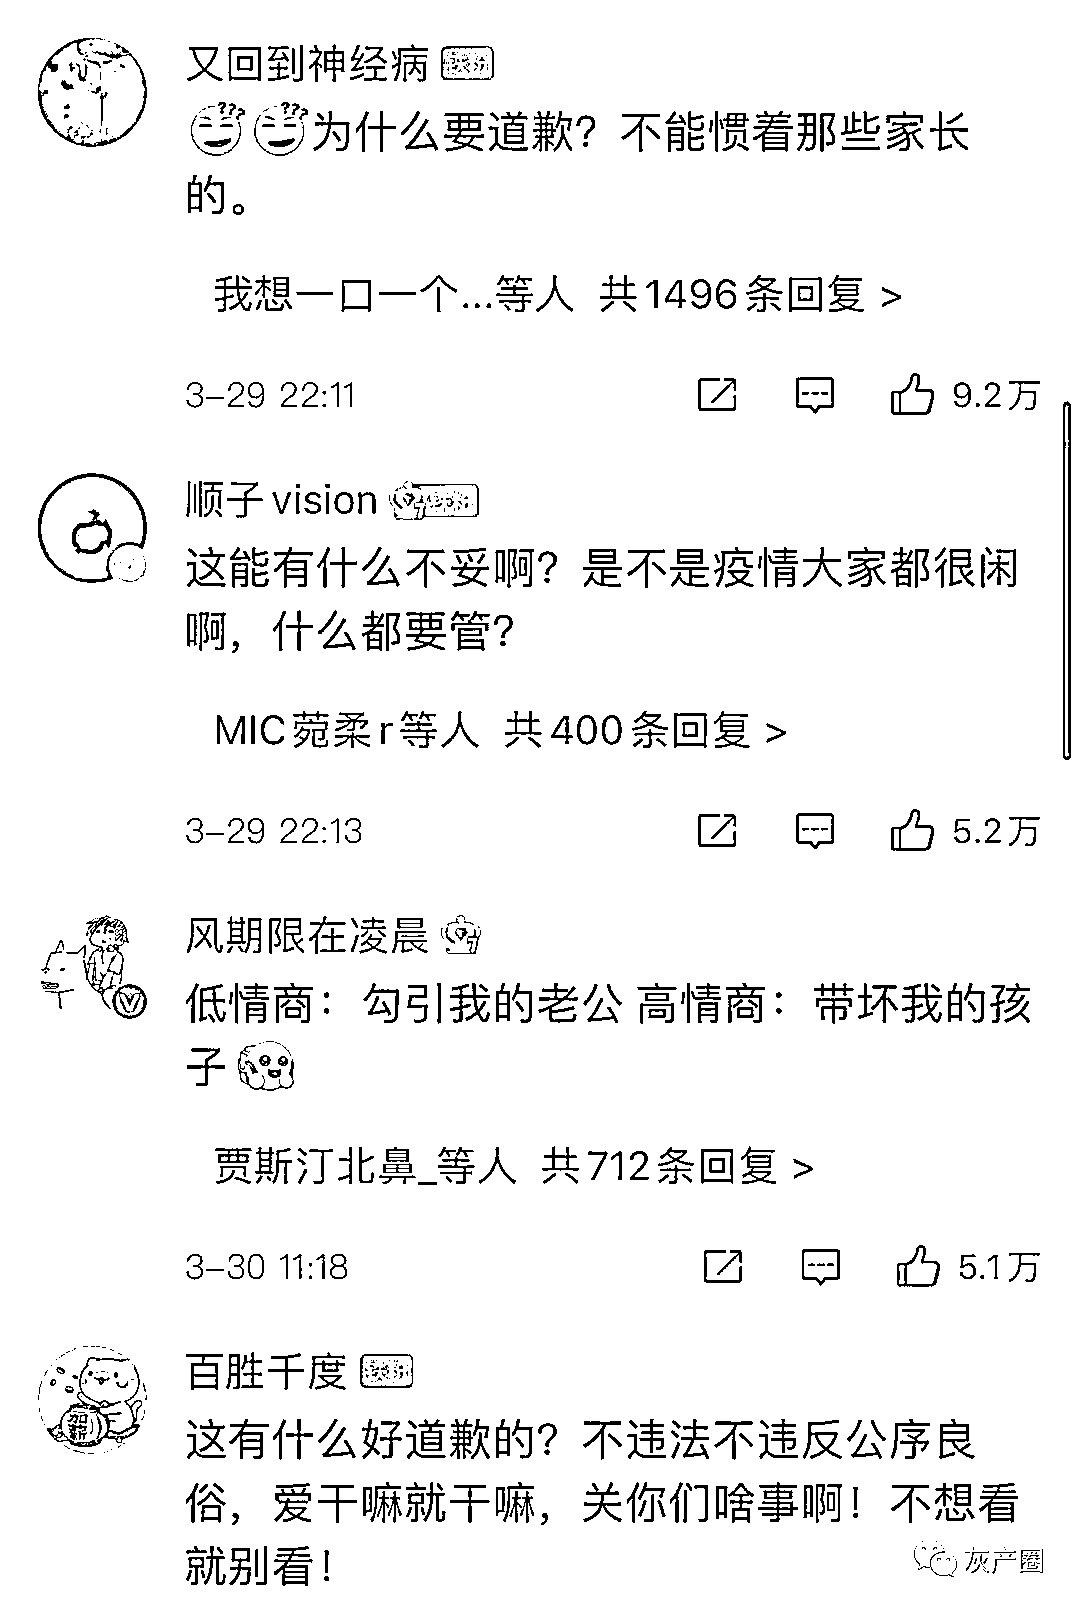 又回到神经病 铁粉
为什么要道歉？不能惯着那些家长
的。
我想一口一个...等人 共1496条回复 >
3-29 22:11 9.2万
顺子vision 铁粉
这能有什么不妥啊？是不是疫情大家都很闲
啊，什么都要管？
MIC菀柔r等人 共400条回复 >
3-29 22:13 5.2万
风期限在凌晨
低情商：勾引我的老公 高情商：带坏我的孩
子
贾斯汀北鼻_等人 共712条回复 >
3-30 11:18 5.1万
百胜千度 铁粉
这有什么好道歉的？不违法不违反公序良
俗，爱干嘛就干嘛，关你们啥事啊！不想看
就别看！
灰产圈